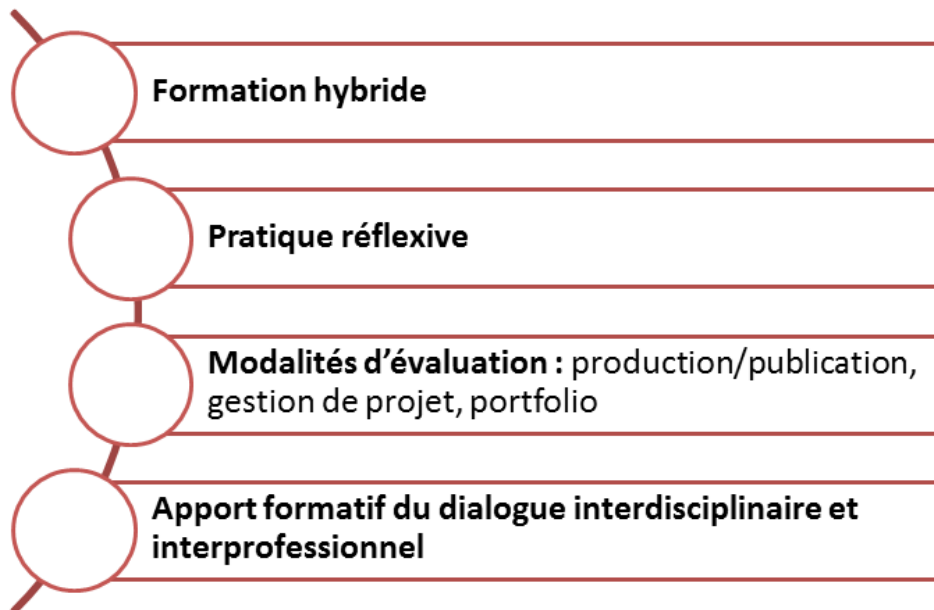 Formation hybride
Pratique réflexive
Modalités d’évaluation : production/publication,
gestion de projet, portfolio
Apport formatif du dialogue interdisciplinaire et
interprofessionnel